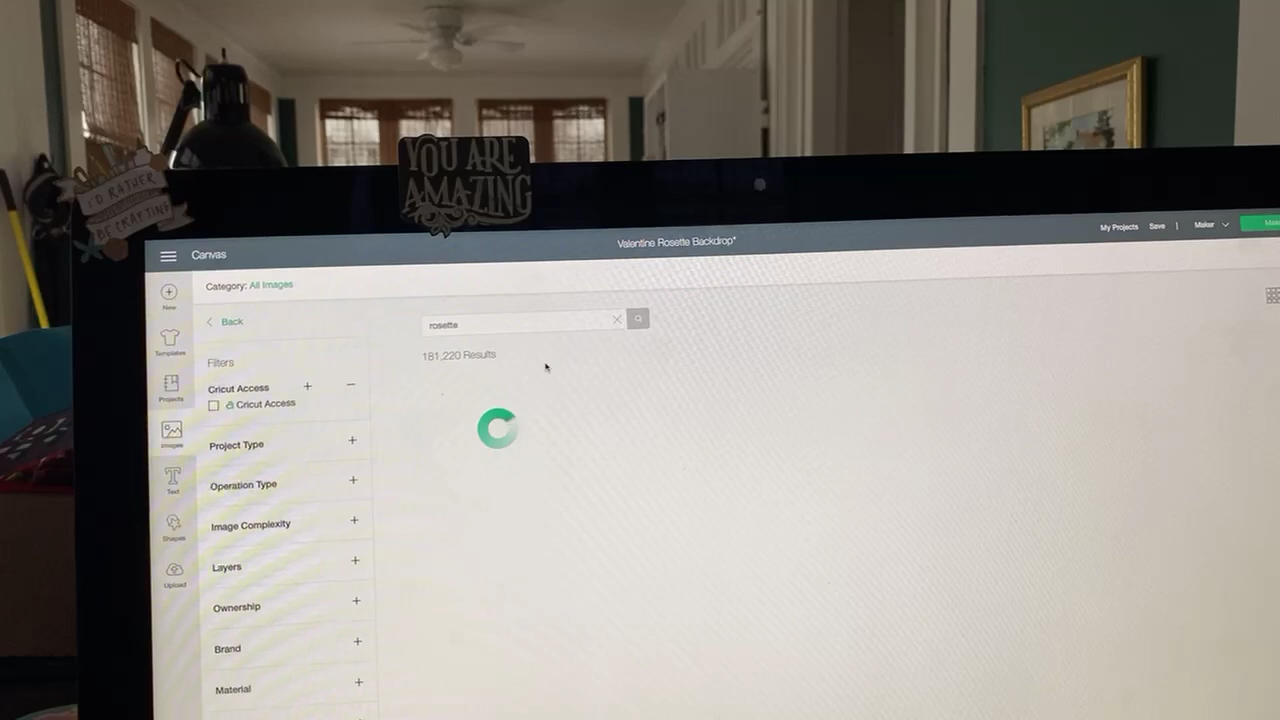 YOU ARE
AMAZING
I'D RATHER
BE CRAFTING
Canvas
Valentine Rosette Backdrop*
My Projects
Save
Maker
New
Templates
Projects
Images
Text
Shapes
Upload
Category: All Images
Back
Filters
Cricut Access
Cricut Access
Project Type
Operation Type
Image Complexity
Layers
Ownership
Brand
Material
rosette
181,220 Results